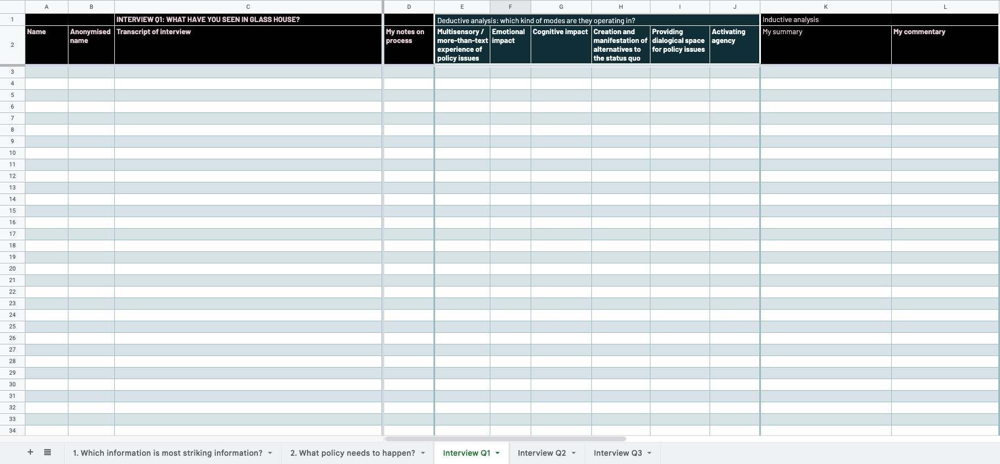 A B C D E F G H I J K L
1 INTERVIEW Q1: WHAT HAVE YOU SEEN IN GLASS HOUSE? Deductive analysis: which kind of modes are they operating in? Inductive analysis
2
Name
Anonymised
name
Transcript of interview
My notes on
process
Multisensory /
more-than-text
experience of
policy issues
Emotional
impact
Cognitive impact
Creation and
manifestation of
alternatives to
the status quo
Providing
dialogical space
for policy issues
Activating
agency
My summary
My commentary
3
4
5
6
7
8
9
10
11
12
13
14
15
16
17
18
19
20
21
22
23
24
25
26
27
28
29
30
31
32
33
34
+ 1. Which information is most striking information? 2. What policy needs to happen? Interview Q1 Interview Q2 Interview Q3